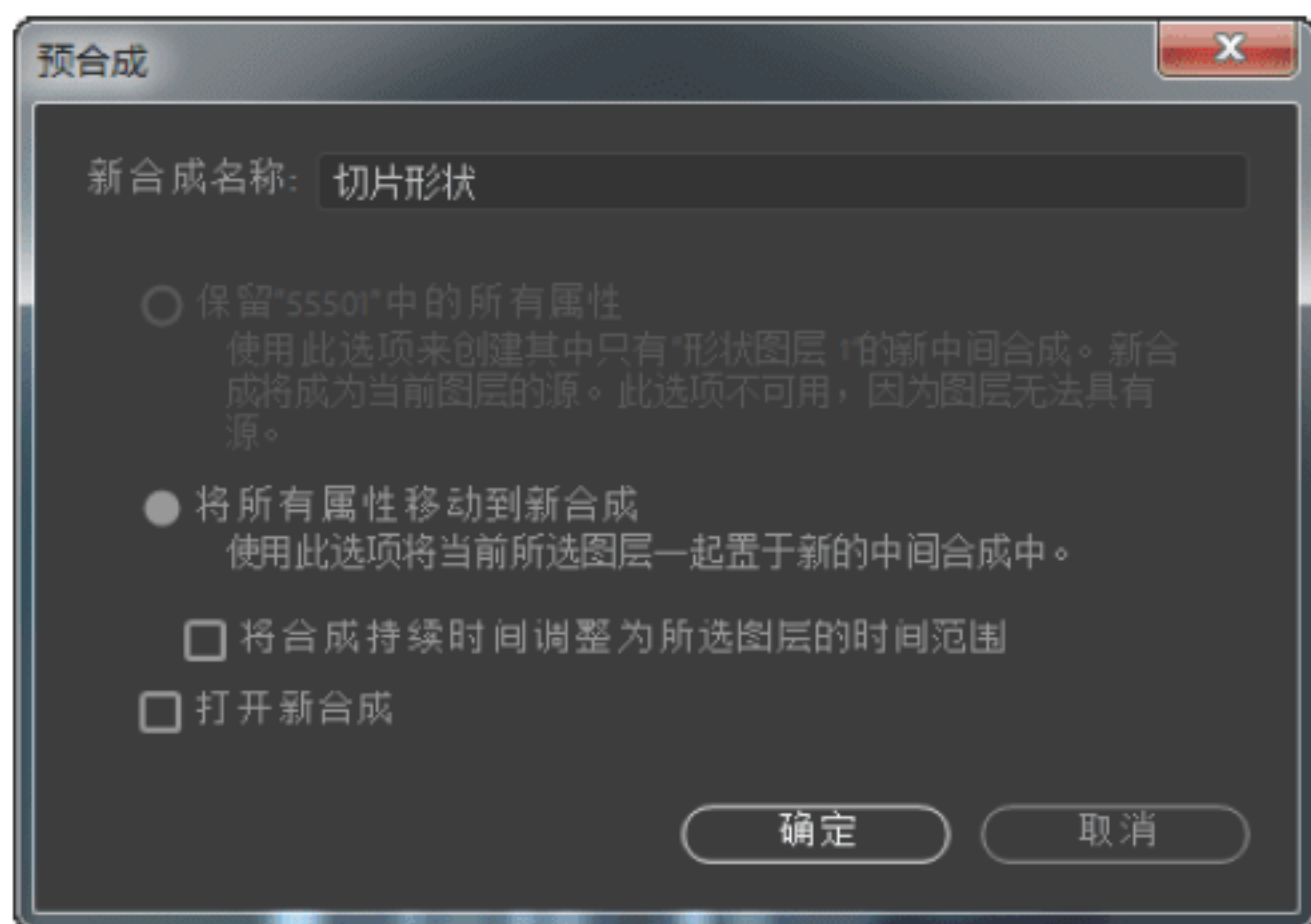 预合成
新合成名称: 切片形状
保留"S5501"中的所有属性
使用此选项来创建其中只有"形状图层 1"的新中间合成。新合
成将成为当前图层的源。此选项不可用，因为图层无法具有
源。
将所有属性移动到新合成
使用此选项将当前所选图层一起置于新的中间合成中。
将合成持续时间调整为所选图层的时间范围
打开新合成
确定 取消